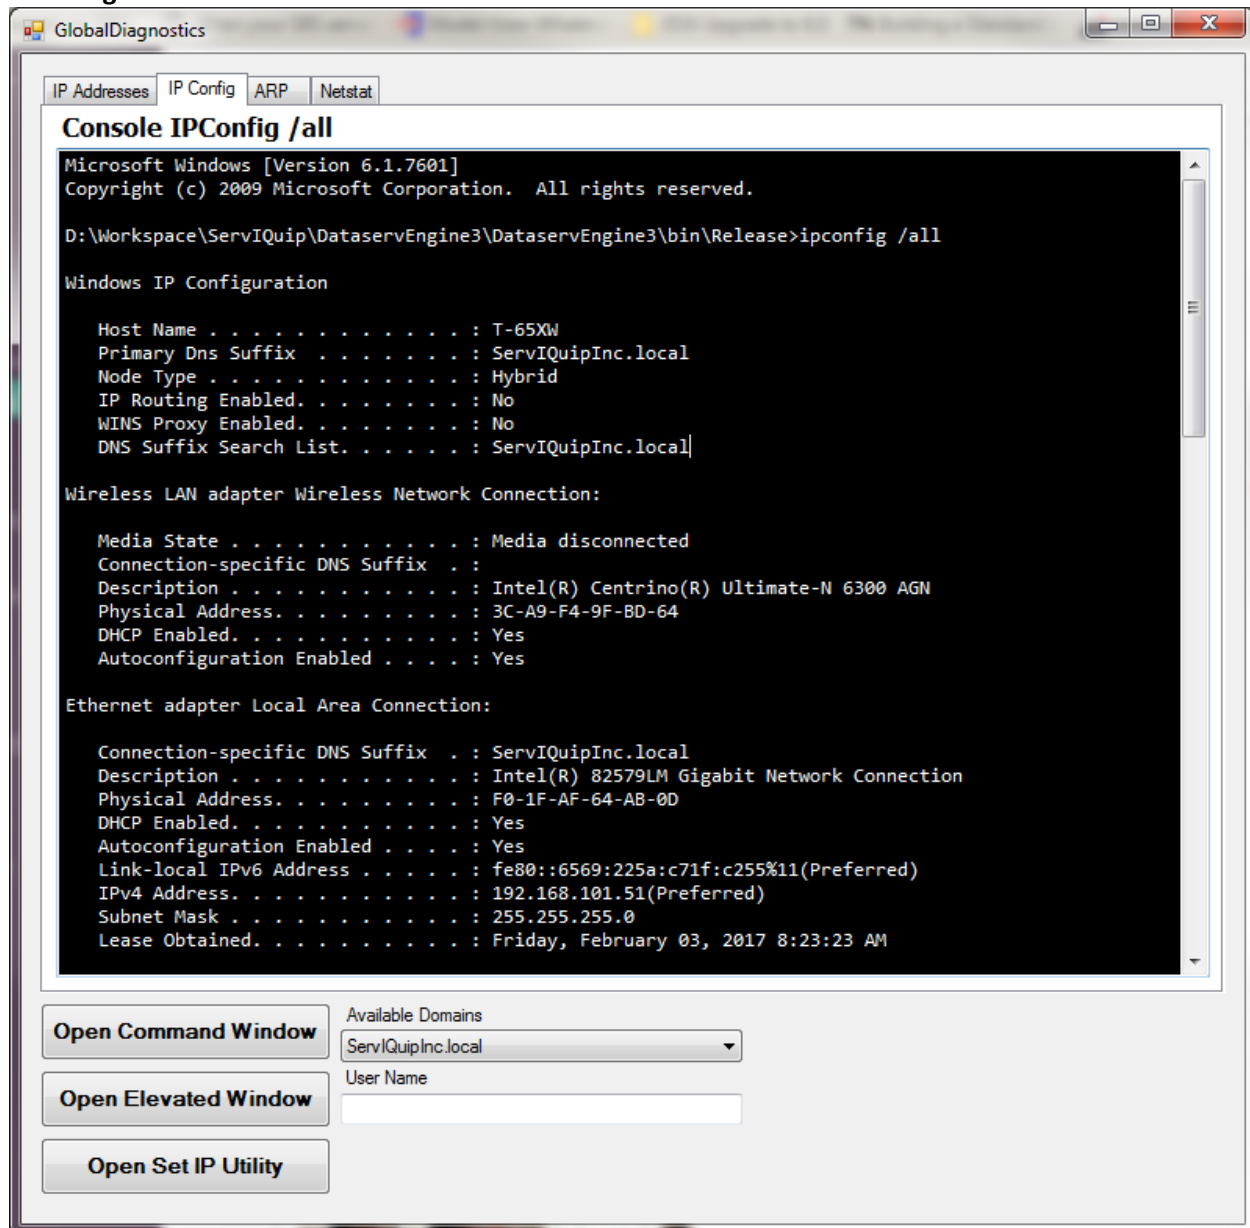 GlobalDiagnostics
IP Addresses IP Config ARP Netstat
Console IPConfig /all
Microsoft Windows [Version 6.1.7601]
Copyright (c) 2009 Microsoft Corporation.  All rights reserved.
D:\Workspace\ServIQuip\DataservEngine3\DataservEngine3\bin\Release>ipconfig /all
Windows IP Configuration
Host Name . . . . . . . . . . . . : T-65XW
Primary Dns Suffix  . . . . . . . : ServIQuipInc.local
Node Type . . . . . . . . . . . . : Hybrid
IP Routing Enabled. . . . . . . . : No
WINS Proxy Enabled. . . . . . . . : No
DNS Suffix Search List. . . . . . : ServIQuipInc.local
Wireless LAN adapter Wireless Network Connection:
Media State . . . . . . . . . . . : Media disconnected
Connection-specific DNS Suffix  . :
Description . . . . . . . . . . . : Intel(R) Centrino(R) Ultimate-N 6300 AGN
Physical Address. . . . . . . . . : 3C-A9-F4-9F-BD-64
DHCP Enabled. . . . . . . . . . . : Yes
Autoconfiguration Enabled . . . . : Yes
Ethernet adapter Local Area Connection:
Connection-specific DNS Suffix  . : ServIQuipInc.local
Description . . . . . . . . . . . : Intel(R) 82579LM Gigabit Network Connection
Physical Address. . . . . . . . . : F0-1F-AF-64-AB-0D
DHCP Enabled. . . . . . . . . . . : Yes
Autoconfiguration Enabled . . . . : Yes
Link-local IPv6 Address . . . . . : fe80::6569:225a:c71f:c255%11(Preferred)
IPv4 Address. . . . . . . . . . . : 192.168.101.51(Preferred)
Subnet Mask . . . . . . . . . . . : 255.255.255.0
Lease Obtained. . . . . . . . . . : Friday, February 03, 2017 8:23:23 AM
Open Command Window
Available Domains
ServIQuipInc.local
Open Elevated Window
User Name
Open Set IP Utility